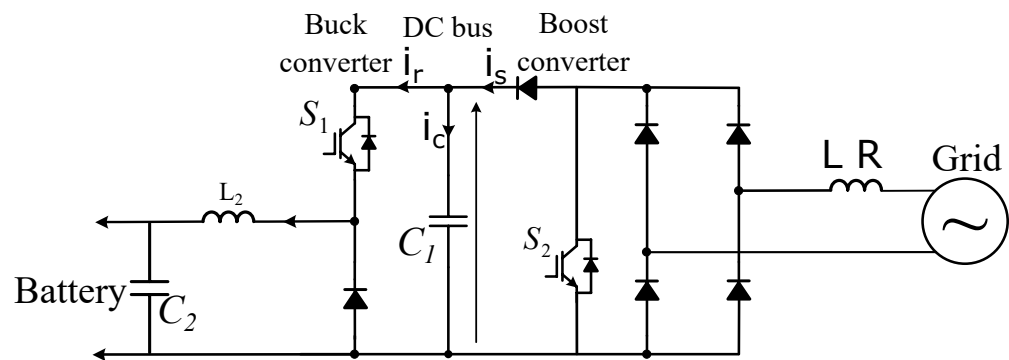 Buck
converter
DC bus
Boost
converter
i_r
i_s
S_1
i_c
L R
Grid
L_2
C_1
S_2
~
Battery
C_2